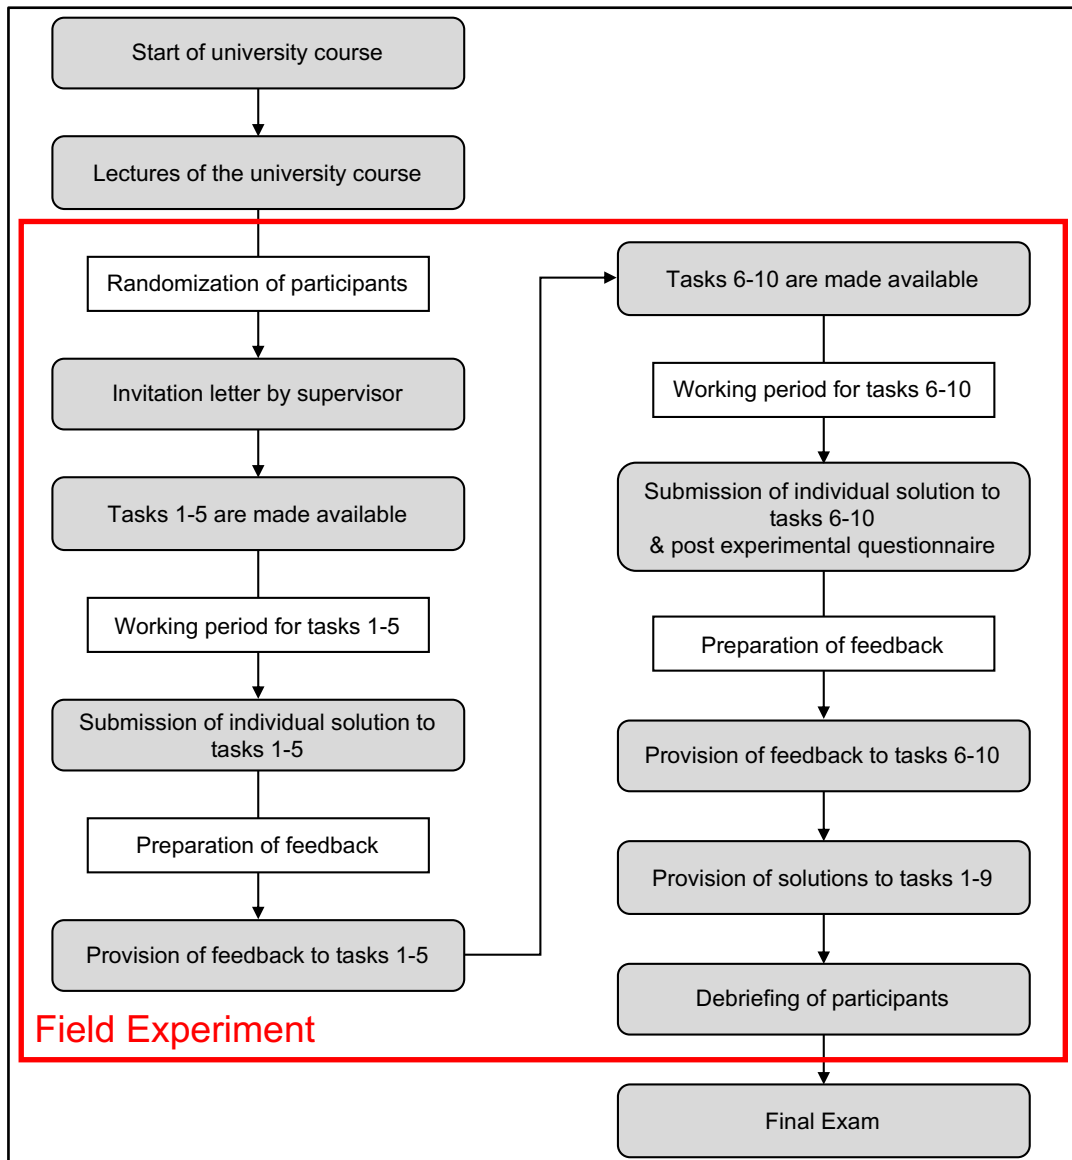 Start of university course
Lectures of the university course
Randomization of participants
Invitation letter by supervisor
Tasks 1-5 are made available
Working period for tasks 1-5
Submission of individual solution to
tasks 1-5
Preparation of feedback
Provision of feedback to tasks 1-5
Field Experiment
Tasks 6-10 are made available
Working period for tasks 6-10
Submission of individual solution to
tasks 6-10
& post experimental questionnaire
Preparation of feedback
Provision of feedback to tasks 6-10
Provision of solutions to tasks 1-9
Debriefing of participants
Final Exam